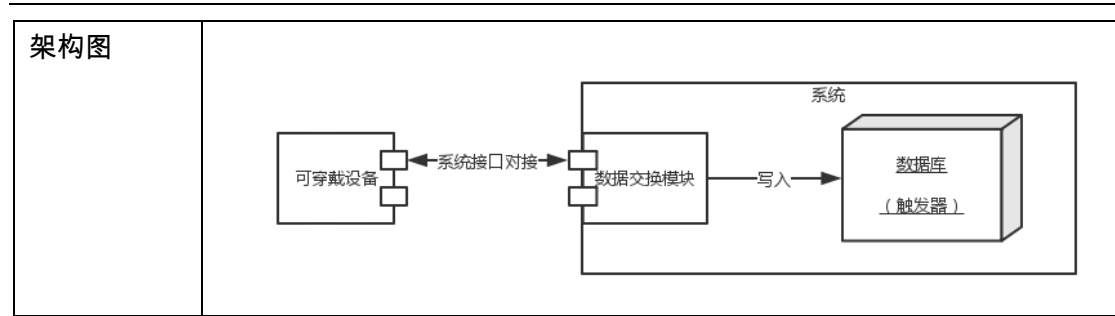 架构图
系统
可穿戴设备
系统接口对接
数据交换模块
写入
数据库
（触发器）